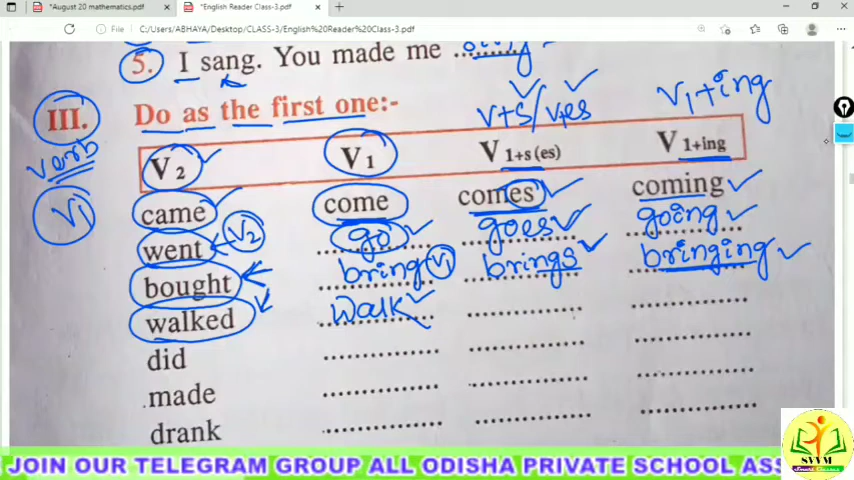 *August 20 mathematics.pdf
*English Reader Class-3.pdf
File
C:/Users/ABHAYA/Desktop/CLASS-3/English%20Reader%20Class-3.pdf
5. I sang. You made me ...sing
III. Do as the first one:-
V+s/V+es V1+ing
verb
V1
V2 V1 V1+s(es) V1+ing
came come comes coming
went V2 go goes going
bought bring V1 brings bringing
walked walk
did
made
drank
SVVM
Smart Classes
JOIN OUR TELEGRAM GROUP ALL ODISHA PRIVATE SCHOOL ASS